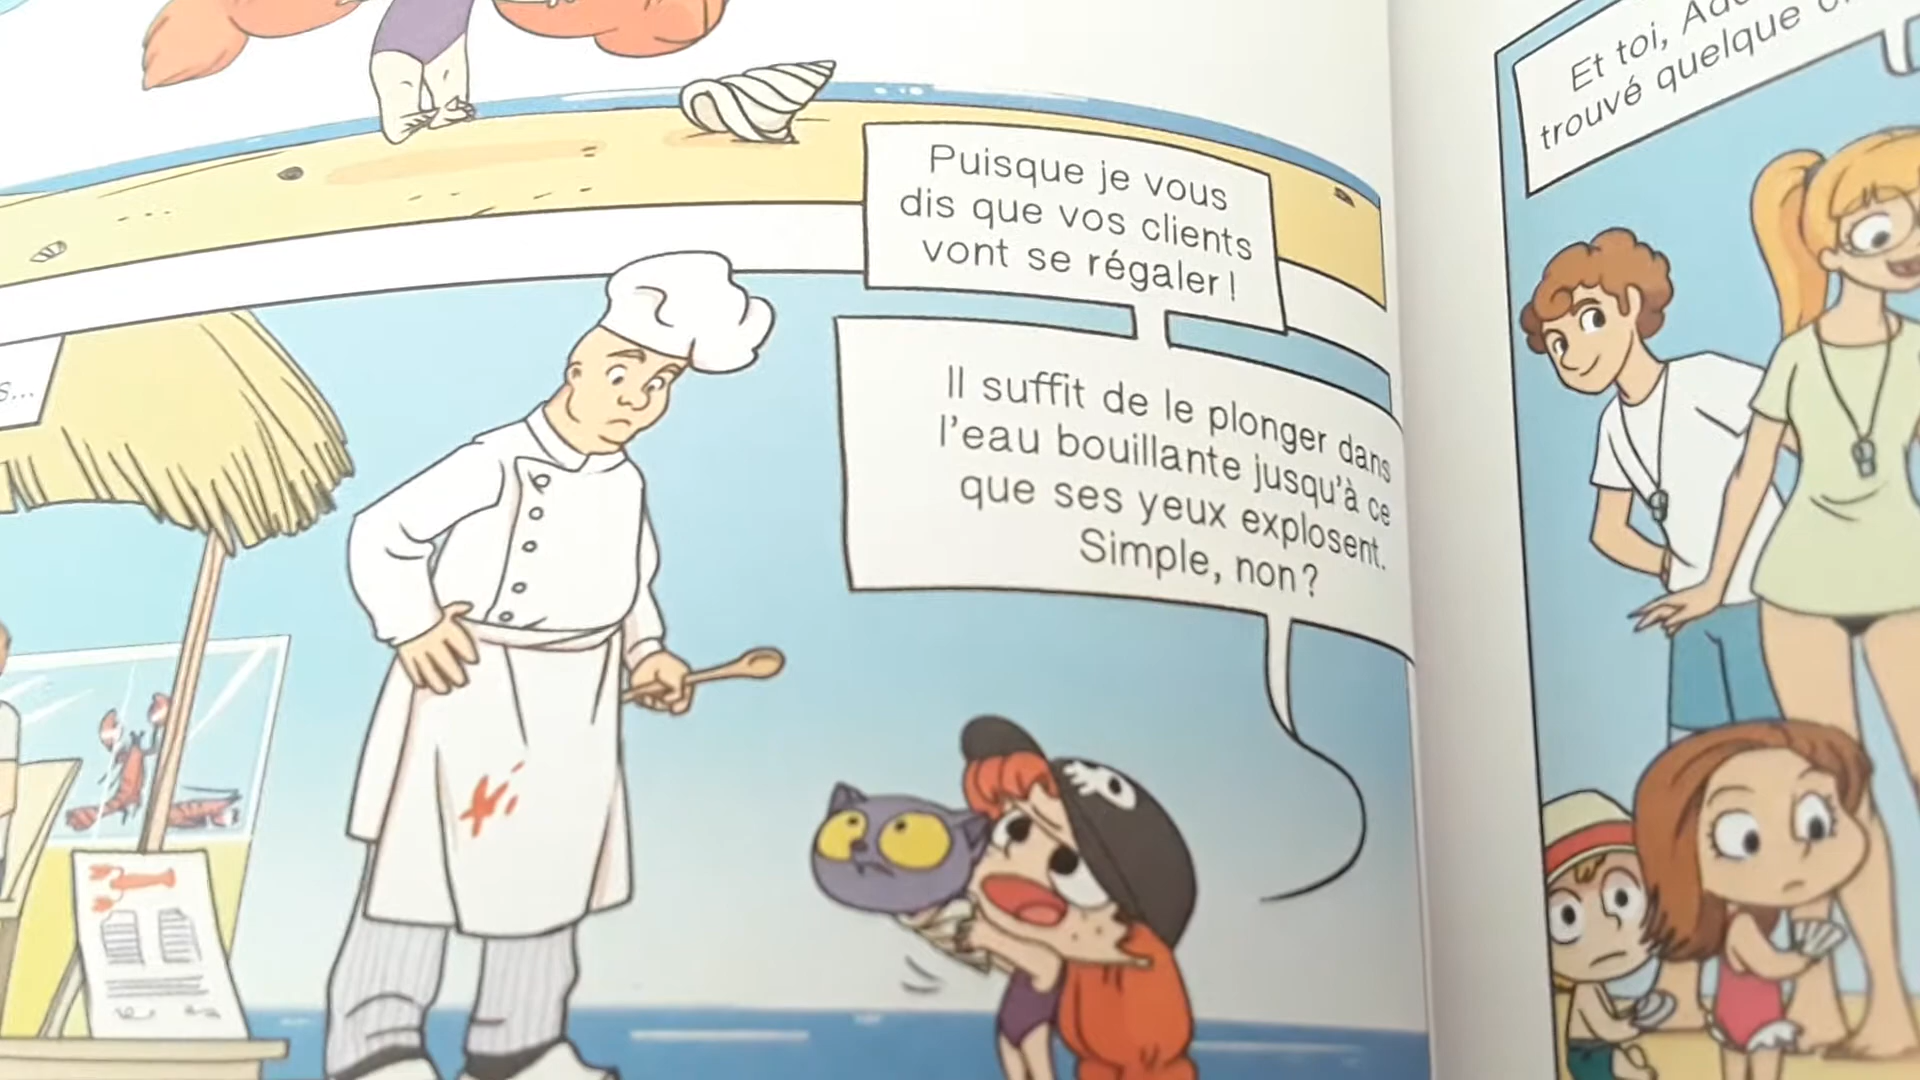 Puisque je vous
dis que vos clients
vont se régaler !
Il suffit de le plonger dans
l'eau bouillante jusqu'à ce
que ses yeux explosent.
Simple, non ?
Et toi,
trouvé quelque